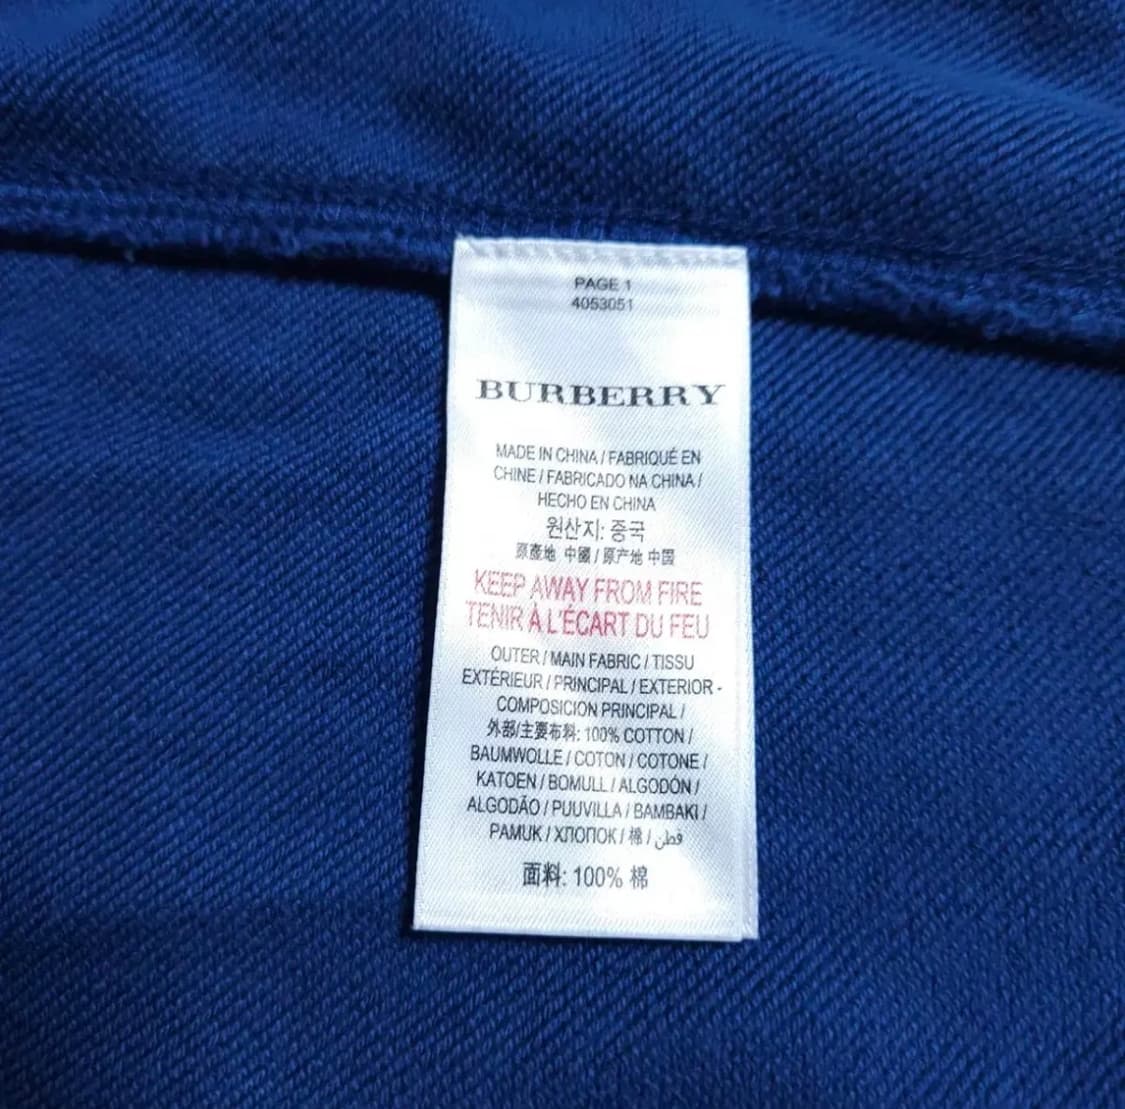 PAGE 1
4053051
BURBERRY
MADE IN CHINA / FABRIQUÉ EN
CHINE / FABRICADO NA CHINA /
HECHO EN CHINA
원산지: 중국
原產地 中國 / 原产地 中国
KEEP AWAY FROM FIRE
TENIR À L'ÉCART DU FEU
OUTER / MAIN FABRIC / TISSU
EXTÉRIEUR / PRINCIPAL / EXTERIOR -
COMPOSICION PRINCIPAL /
外部/主要布料: 100% COTTON /
BAUMWOLLE / COTON / COTONE /
KATOEN / BOMULL / ALGODÓN /
ALGODÃO / PUUVILLA / BAMBAKI /
PAMUK / ХЛОПОК / 棉 / قطن
面料: 100% 棉